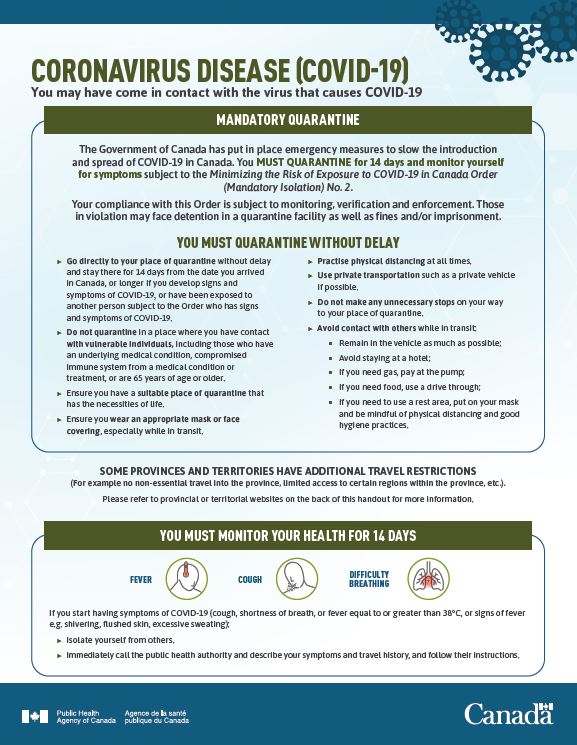 CORONAVIRUS DISEASE (COVID-19)
You may have come in contact with the virus that causes COVID-19
MANDATORY QUARANTINE
The Government of Canada has put in place emergency measures to slow the introduction
and spread of COVID-19 in Canada. You MUST QUARANTINE for 14 days and monitor yourself
for symptoms subject to the Minimizing the Risk of Exposure to COVID-19 in Canada Order
(Mandatory Isolation) No. 2.
Your compliance with this Order is subject to monitoring, verification and enforcement. Those
in violation may face detention in a quarantine facility as well as fines and/or imprisonment.
YOU MUST QUARANTINE WITHOUT DELAY
► Go directly to your place of quarantine without delay
and stay there for 14 days from the date you arrived
in Canada, or longer if you develop signs and
symptoms of COVID-19, or have been exposed to
another person subject to the Order who has signs
and symptoms of COVID-19.
► Do not quarantine in a place where you have contact
with vulnerable individuals, including those who have
an underlying medical condition, compromised
immune system from a medical condition or
treatment, or are 65 years of age or older.
► Ensure you have a suitable place of quarantine that
has the necessities of life.
► Ensure you wear an appropriate mask or face
covering, especially while in transit.
► Practise physical distancing at all times.
► Use private transportation such as a private vehicle
if possible.
► Do not make any unnecessary stops on your way
to your place of quarantine.
► Avoid contact with others while in transit:
▪ Remain in the vehicle as much as possible;
▪ Avoid staying at a hotel;
▪ If you need gas, pay at the pump;
▪ If you need food, use a drive through;
▪ If you need to use a rest area, put on your mask
and be mindful of physical distancing and good
hygiene practices.
SOME PROVINCES AND TERRITORIES HAVE ADDITIONAL TRAVEL RESTRICTIONS
(For example no non-essential travel into the province, limited access to certain regions within the province, etc.).
Please refer to provincial or territorial websites on the back of this handout for more information.
YOU MUST MONITOR YOUR HEALTH FOR 14 DAYS
FEVER
COUGH
DIFFICULTY
BREATHING
If you start having symptoms of COVID-19 (cough, shortness of breath, or fever equal to or greater than 38°C, or signs of fever
e.g. shivering, flushed skin, excessive sweating):
► Isolate yourself from others.
► Immediately call the public health authority and describe your symptoms and travel history, and follow their instructions.
Public Health
Agency of Canada
Agence de la santé
publique du Canada
Canada